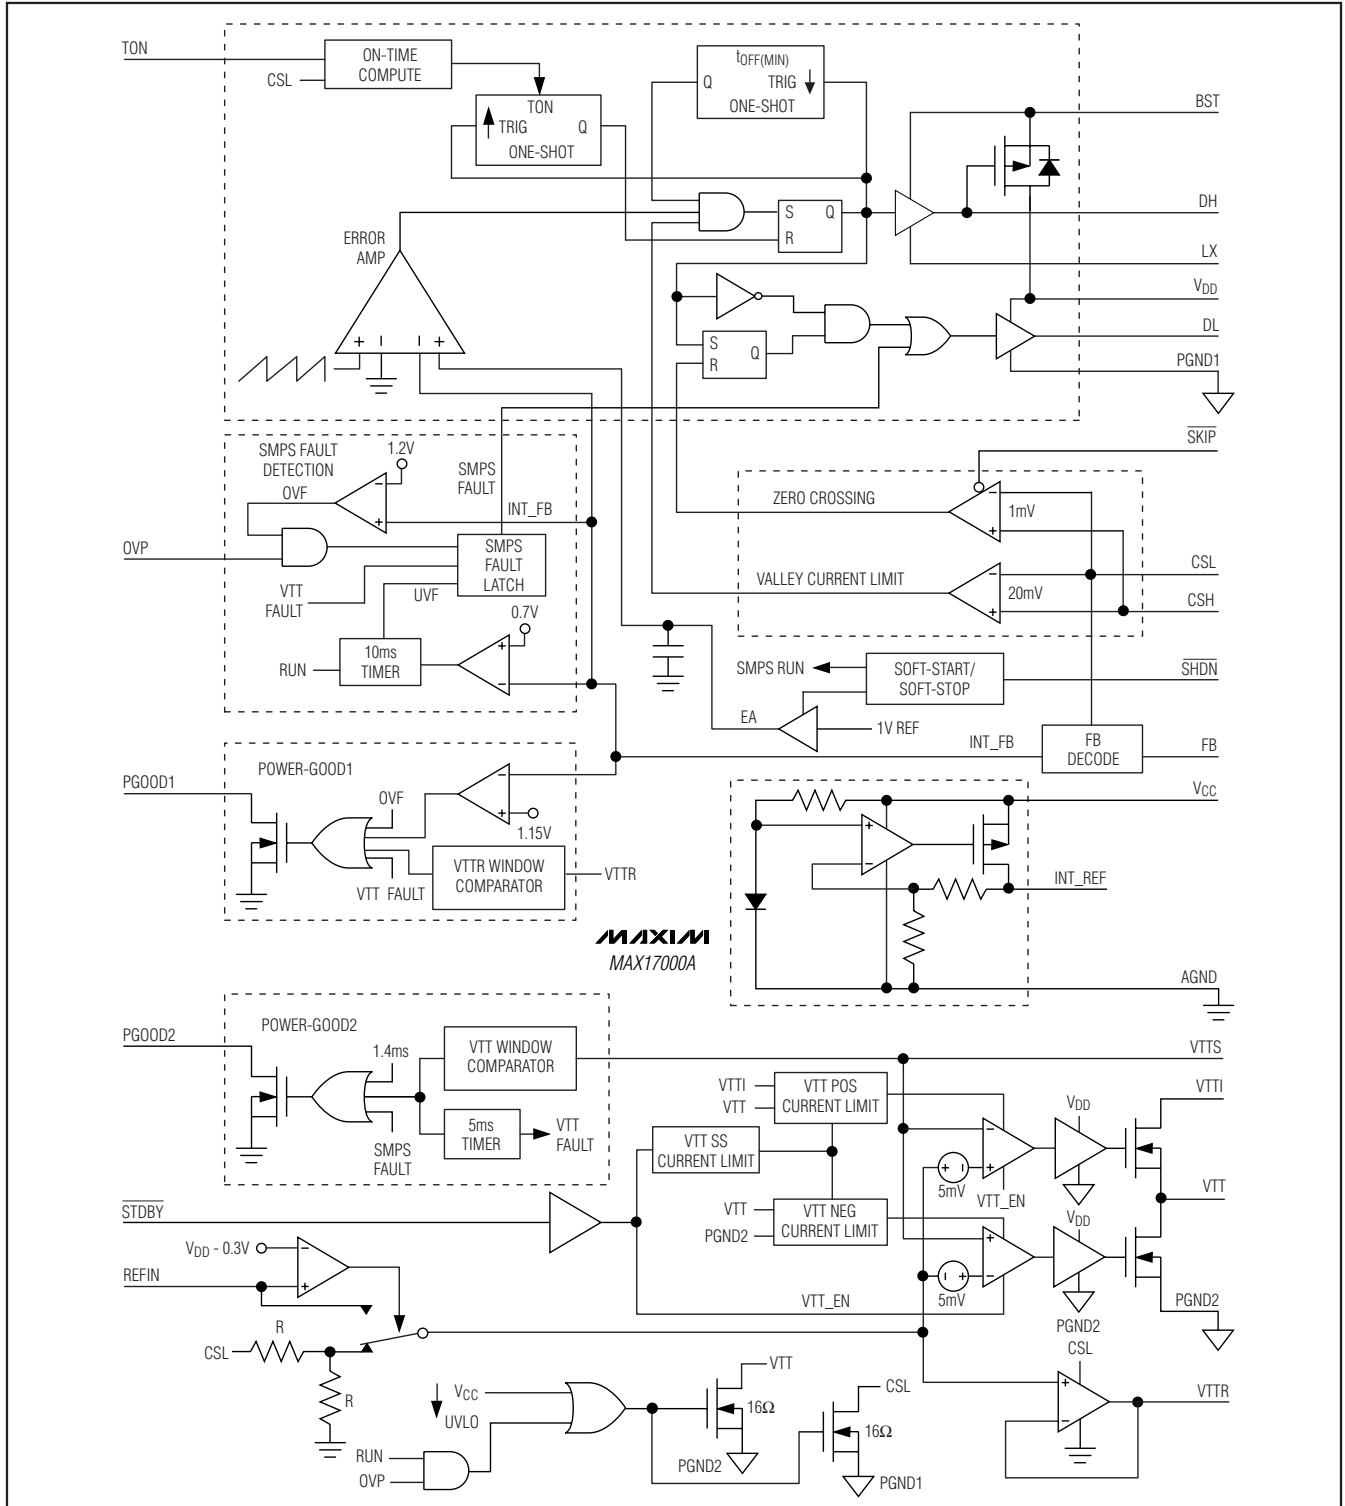 TON
ON-TIME
COMPUTE
CSL
tOFF(MIN)
Q TRIG
ONE-SHOT
TON
TRIG Q
ONE-SHOT
BST
S Q
R
DH
ERROR
AMP
LX
+ − − +
VDD
S Q
R
DL
PGND1
SMPS FAULT
DETECTION
1.2V
OVF
−
+
SMPS
FAULT
INT_FB
OVP
SMPS
FAULT
LATCH
VTT
FAULT
UVF
0.7V
RUN
10ms
TIMER
+
−
SKIP
ZERO CROSSING
−
1mV
+
CSL
VALLEY CURRENT LIMIT
−
20mV
+
CSH
SMPS RUN
SOFT-START/
SOFT-STOP
SHDN
EA
1V REF
INT_FB
FB
DECODE
FB
POWER-GOOD1
PGOOD1
OVF
−
+
1.15V
VTT FAULT
VTTR WINDOW
COMPARATOR
VTTR
VCC
+
−
INT_REF
MAXIM
MAX17000A
AGND
POWER-GOOD2
PGOOD2
1.4ms
VTT WINDOW
COMPARATOR
5ms
TIMER
VTT
FAULT
SMPS
FAULT
VTTS
VTTI
VTT
VTT POS
CURRENT LIMIT
VTT SS
CURRENT LIMIT
VTT
PGND2
VTT NEG
CURRENT LIMIT
−
+
+ −
5mV
VTT_EN
VDD
VTTI
VTT
+
−
− +
5mV
VDD
PGND2
PGND2
STDBY
VTT_EN
VDD - 0.3V
−
+
REFIN
R
CSL
R
VCC
UVLO
RUN
OVP
VTT
16Ω
PGND2
CSL
16Ω
PGND1
CSL
+
−
VTTR